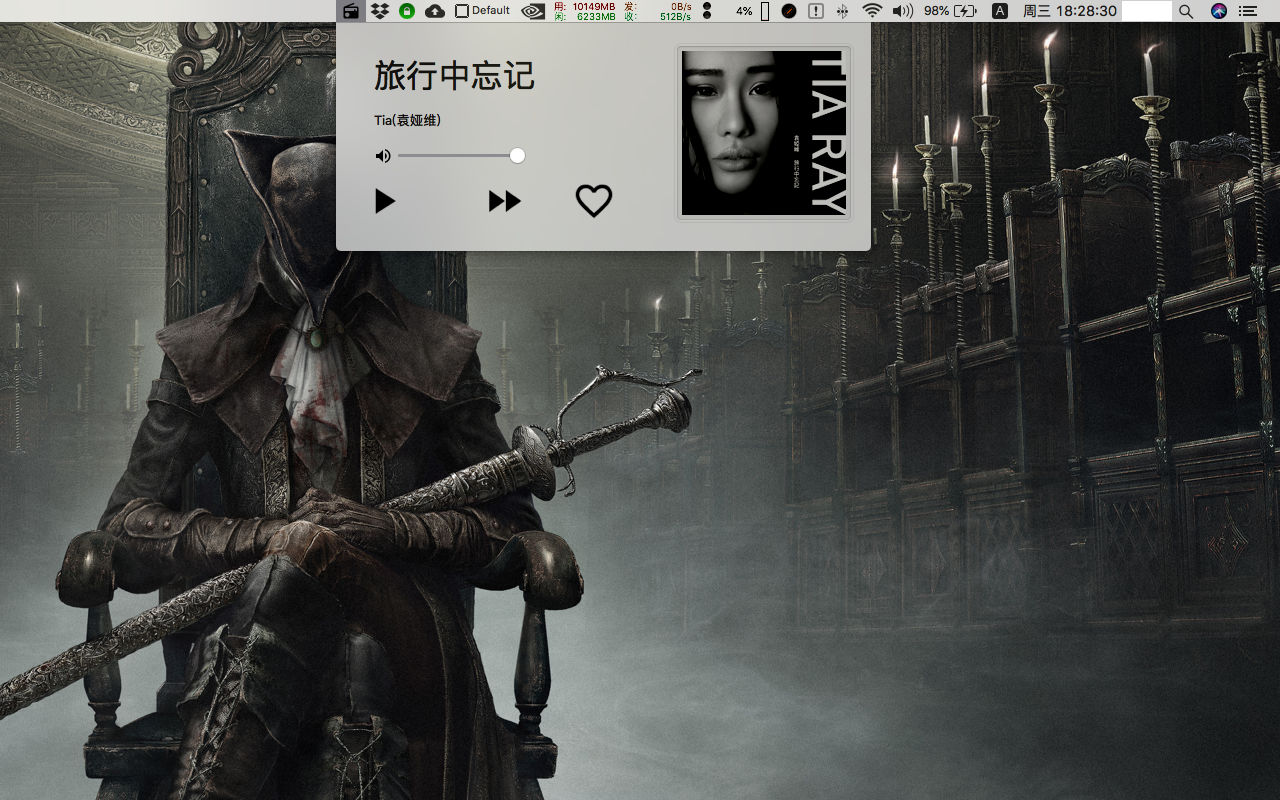 Default
用: 10149MB
闲: 6233MB
发: 0B/s
收: 512B/s
4%
98%
A
周三 18:28:30
旅行中忘记
Tia(袁娅维)
TIA RAY
袁娅维 旅行中忘记